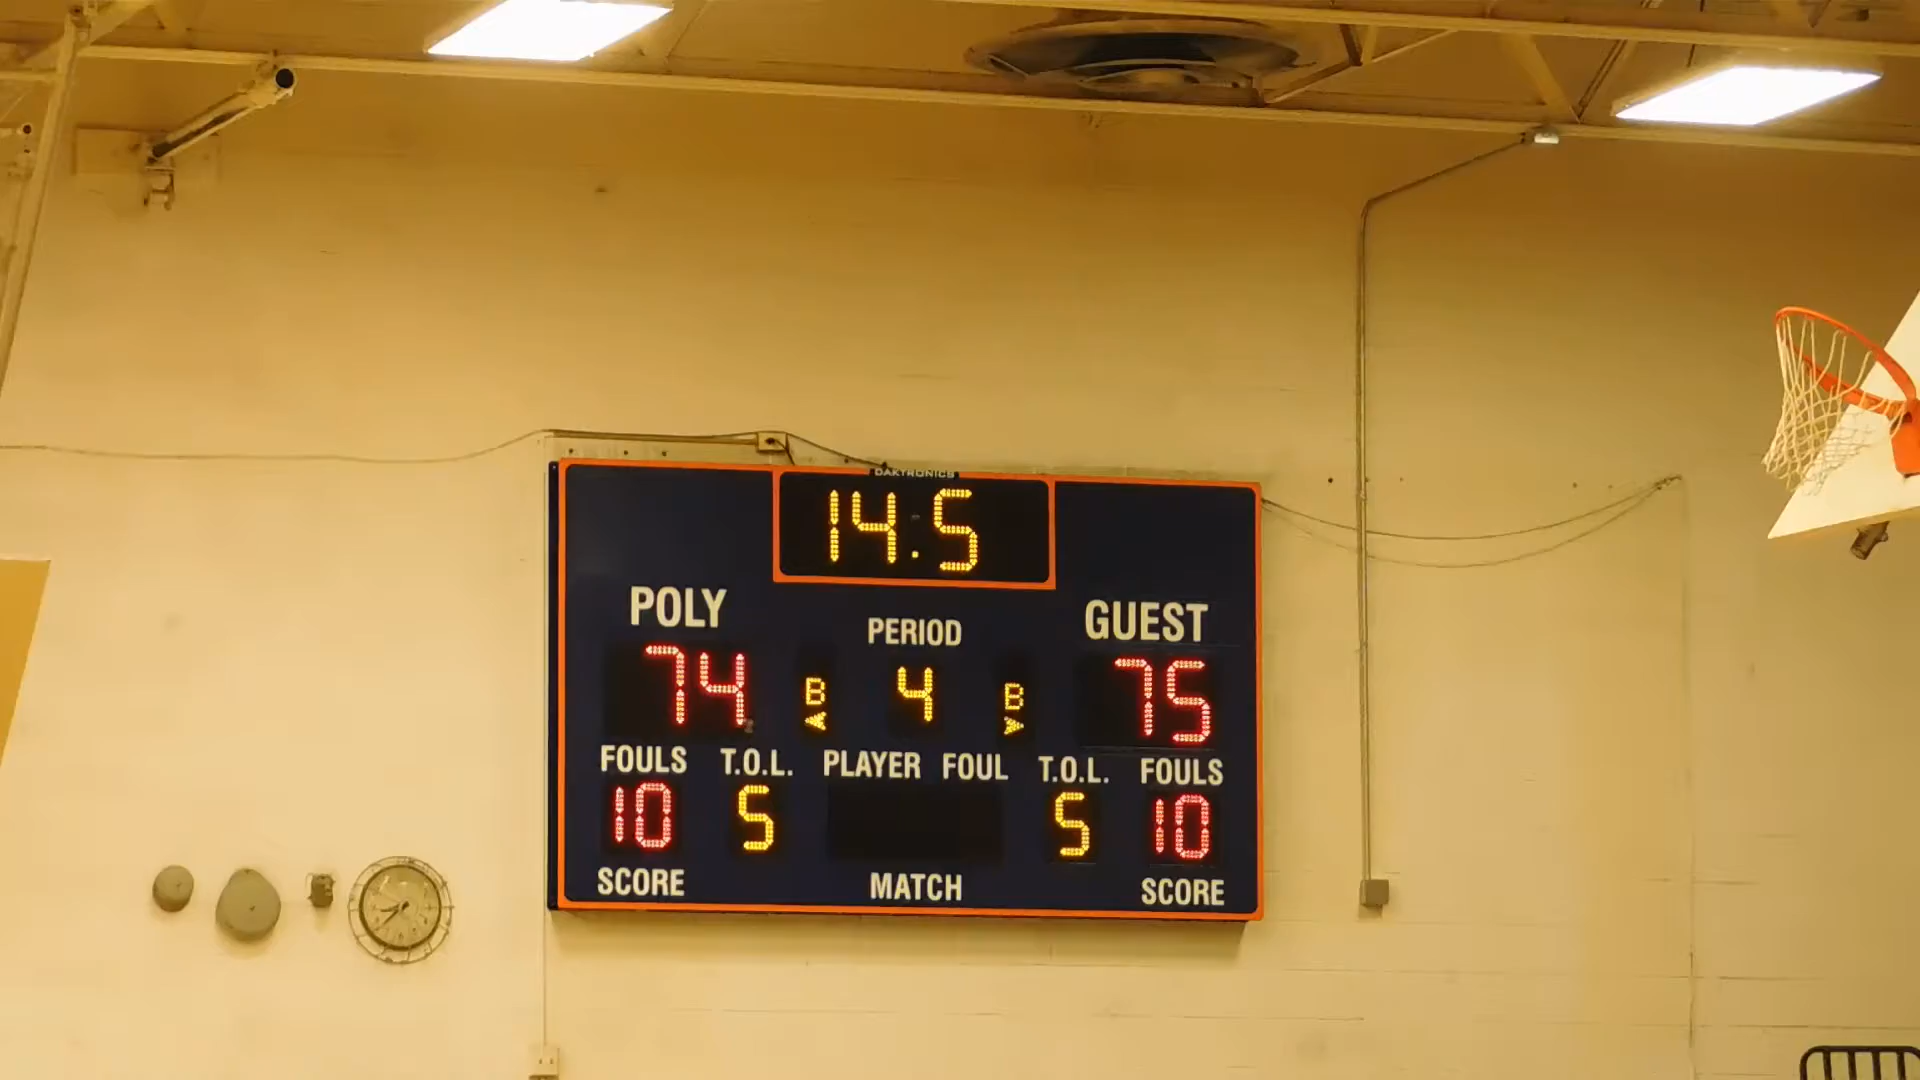 DAKTRONICS
14.5
POLY GUEST
PERIOD
74 B 4 B 75
FOULS T.O.L. PLAYER FOUL T.O.L. FOULS
10 5 5 10
SCORE MATCH SCORE